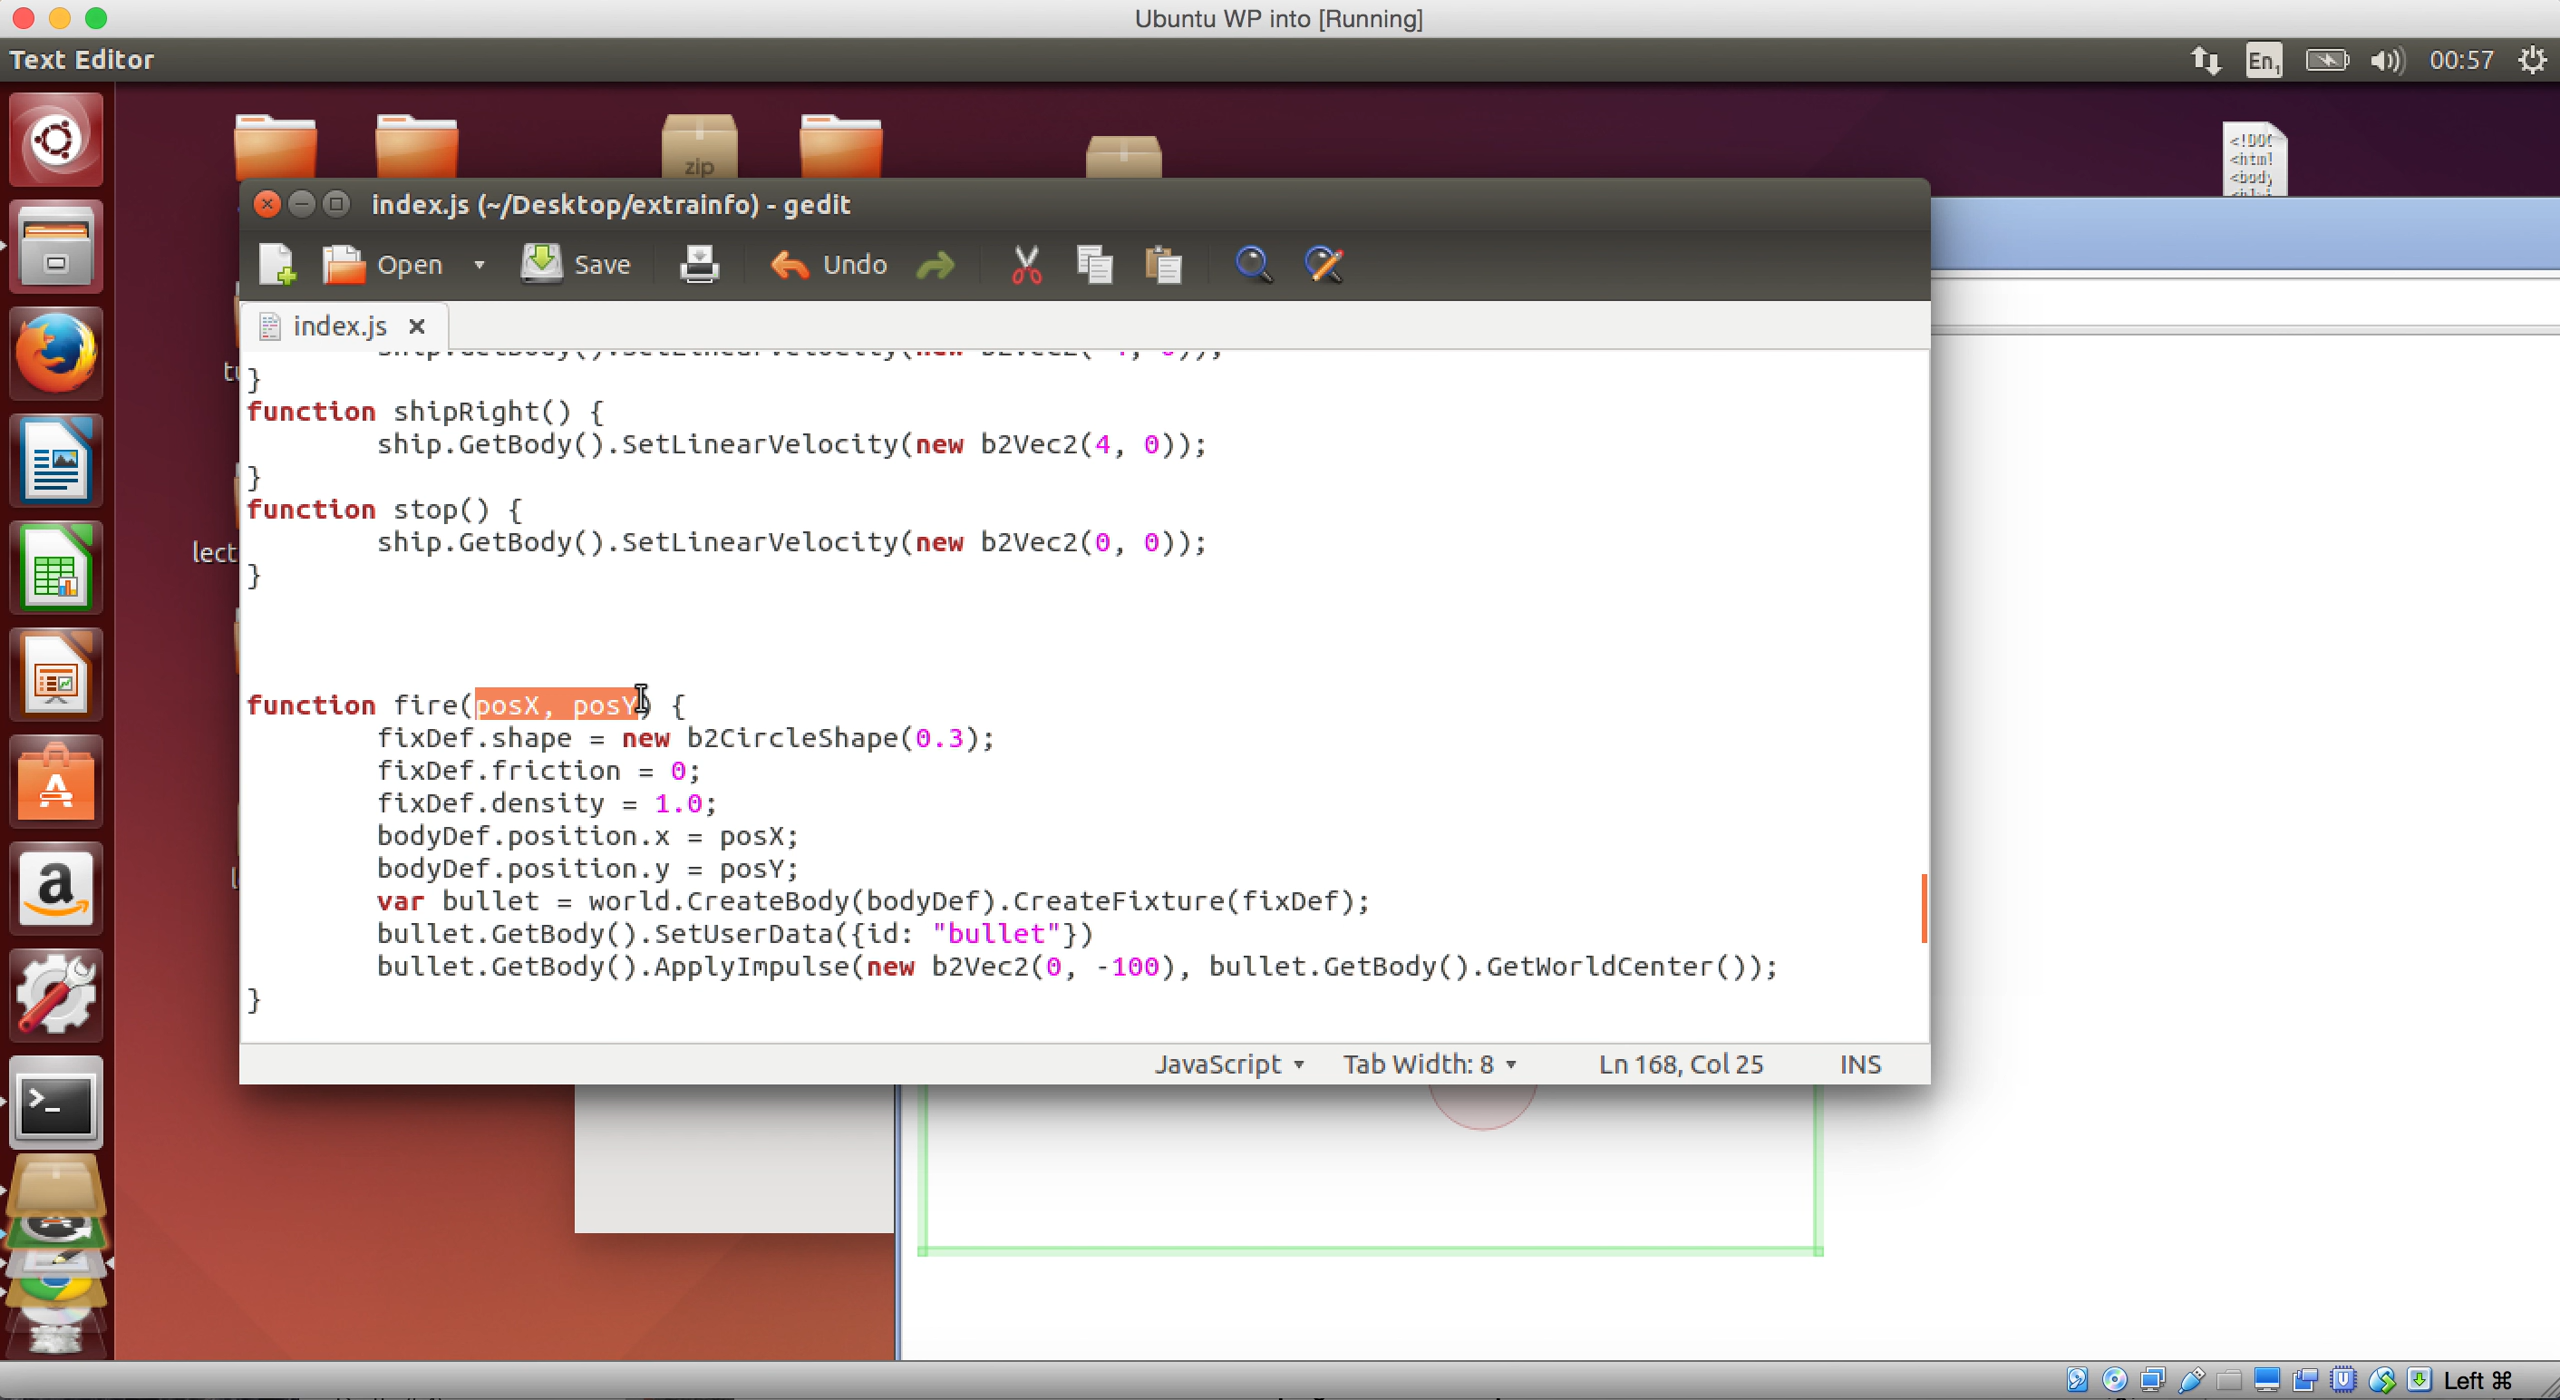 Ubuntu WP into [Running]
Text Editor
En1
00:57
zip
<!DOC
<html
<body
index.js (~/Desktop/extrainfo) - gedit
Open
Save
Undo
index.js
}
function shipRight() {
ship.GetBody().SetLinearVelocity(new b2Vec2(4, 0));
}
function stop() {
ship.GetBody().SetLinearVelocity(new b2Vec2(0, 0));
lect
}
function fire(posX, posY) {
fixDef.shape = new b2CircleShape(0.3);
fixDef.friction = 0;
fixDef.density = 1.0;
bodyDef.position.x = posX;
bodyDef.position.y = posY;
var bullet = world.CreateBody(bodyDef).CreateFixture(fixDef);
bullet.GetBody().SetUserData({id: "bullet"})
bullet.GetBody().ApplyImpulse(new b2Vec2(0, -100), bullet.GetBody().GetWorldCenter());
}
JavaScript
Tab Width: 8
Ln 168, Col 25
INS
Left ⌘